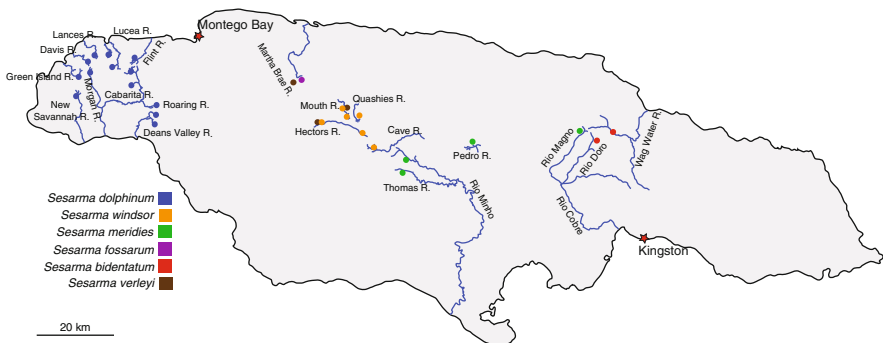 Montego Bay
Lances R.
Lucea R.
Davis R.
Flint R.
Green Island R.
Morgan R.
Cabarita R.
New
Savannah R.
Roaring R.
Deans Valley R.
Martha Brae R.
Mouth R.
Quashies R.
Hectors R.
Cave R.
Thomas R.
Pedro R.
Rio Minho
Rio Magno
Rio Doro
Wag Water R.
Rio Cobre
Kingston
Sesarma dolphinum
Sesarma windsor
Sesarma meridies
Sesarma fossarum
Sesarma bidentatum
Sesarma verleyi
20 km